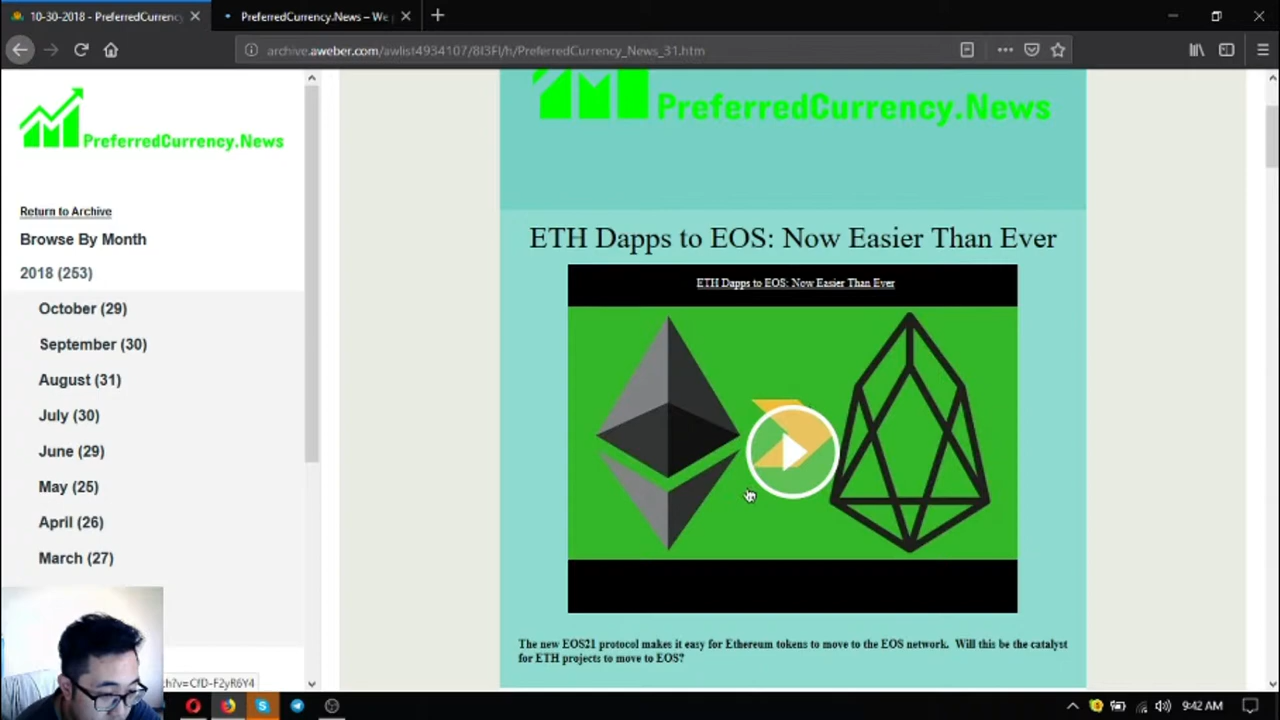 10-30-2018 - PreferredCurrency
PreferredCurrency.News – We
archive.aweber.com/awlist4934107/8I3Fl/h/PreferredCurrency_News_31.htm
PreferredCurrency.News
Return to Archive
Browse By Month
2018 (253)
October (29)
September (30)
August (31)
July (30)
June (29)
May (25)
April (26)
March (27)
ch?v=CfD-F2yR6Y4
PreferredCurrency.News
ETH Dapps to EOS: Now Easier Than Ever
ETH Dapps to EOS: Now Easier Than Ever
The new EOS21 protocol makes it easy for Ethereum tokens to move to the EOS network. Will this be the catalyst
for ETH projects to move to EOS?
9:42 AM